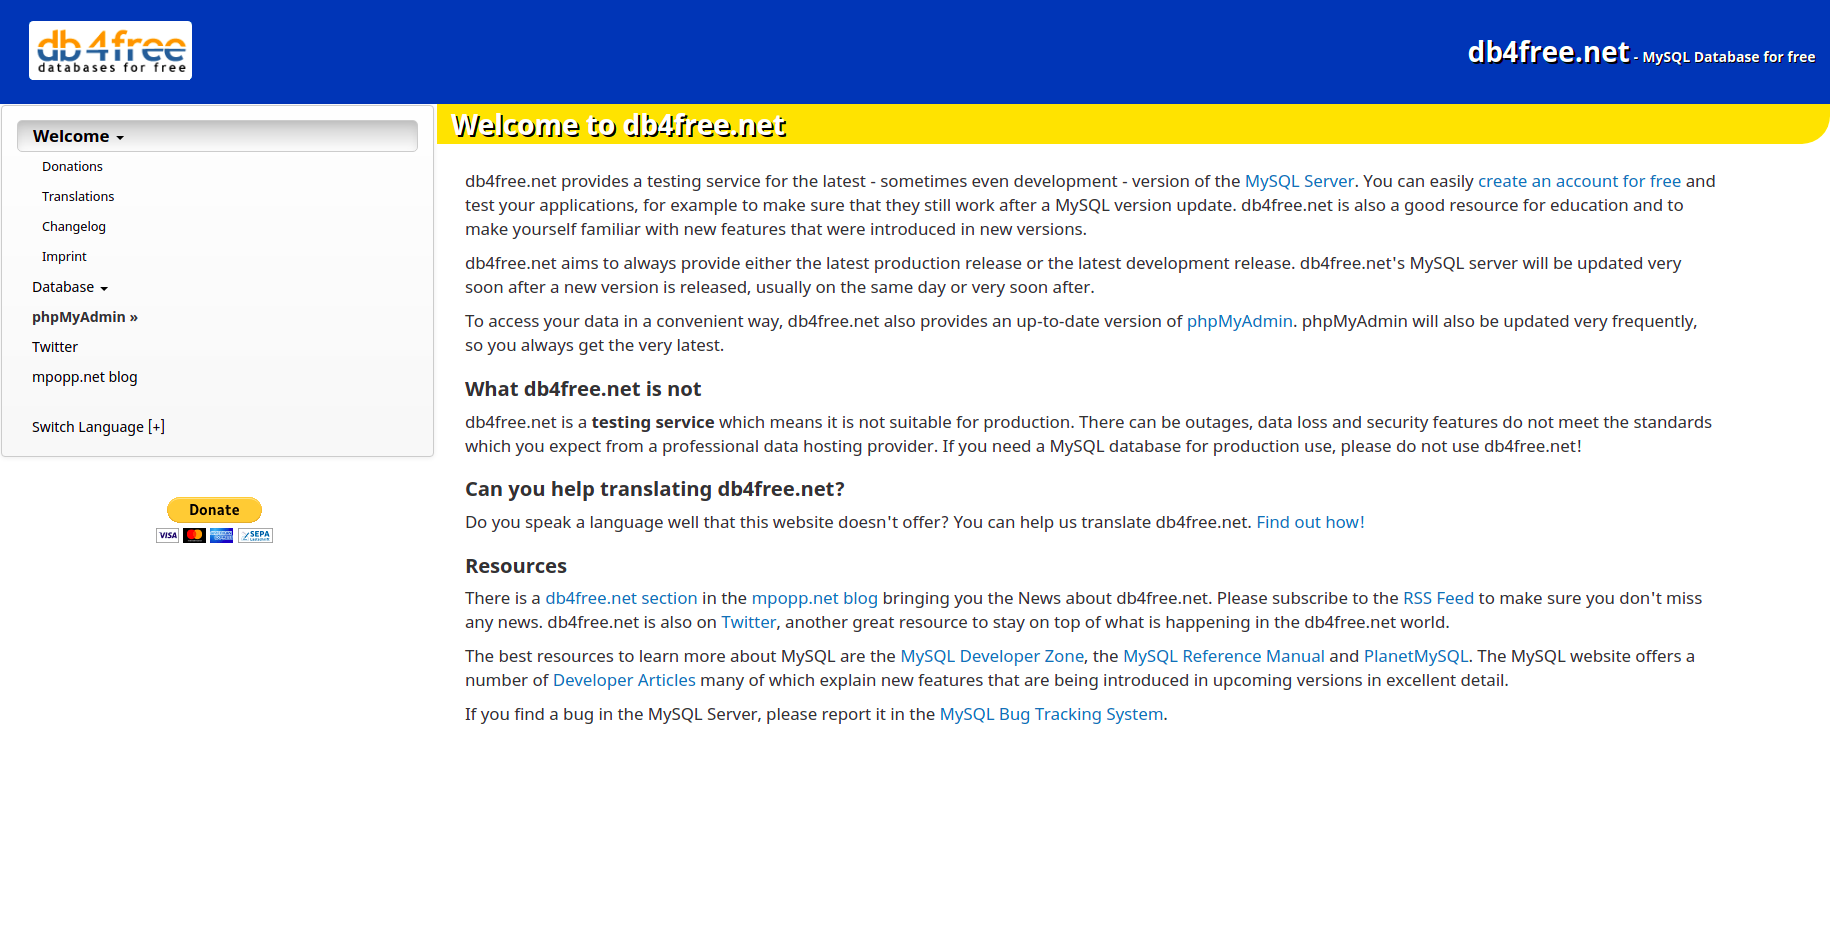 db4free
databases for free
db4free.net - MySQL Database for free
Welcome
Donations
Translations
Changelog
Imprint
Database
phpMyAdmin »
Twitter
mpopp.net blog
Switch Language [+]
Donate
VISA
SEPA
Welcome to db4free.net
db4free.net provides a testing service for the latest - sometimes even development - version of the MySQL Server. You can easily create an account for free and
test your applications, for example to make sure that they still work after a MySQL version update. db4free.net is also a good resource for education and to
make yourself familiar with new features that were introduced in new versions.
db4free.net aims to always provide either the latest production release or the latest development release. db4free.net's MySQL server will be updated very
soon after a new version is released, usually on the same day or very soon after.
To access your data in a convenient way, db4free.net also provides an up-to-date version of phpMyAdmin. phpMyAdmin will also be updated very frequently,
so you always get the very latest.
What db4free.net is not
db4free.net is a testing service which means it is not suitable for production. There can be outages, data loss and security features do not meet the standards
which you expect from a professional data hosting provider. If you need a MySQL database for production use, please do not use db4free.net!
Can you help translating db4free.net?
Do you speak a language well that this website doesn't offer? You can help us translate db4free.net. Find out how!
Resources
There is a db4free.net section in the mpopp.net blog bringing you the News about db4free.net. Please subscribe to the RSS Feed to make sure you don't miss
any news. db4free.net is also on Twitter, another great resource to stay on top of what is happening in the db4free.net world.
The best resources to learn more about MySQL are the MySQL Developer Zone, the MySQL Reference Manual and PlanetMySQL. The MySQL website offers a
number of Developer Articles many of which explain new features that are being introduced in upcoming versions in excellent detail.
If you find a bug in the MySQL Server, please report it in the MySQL Bug Tracking System.